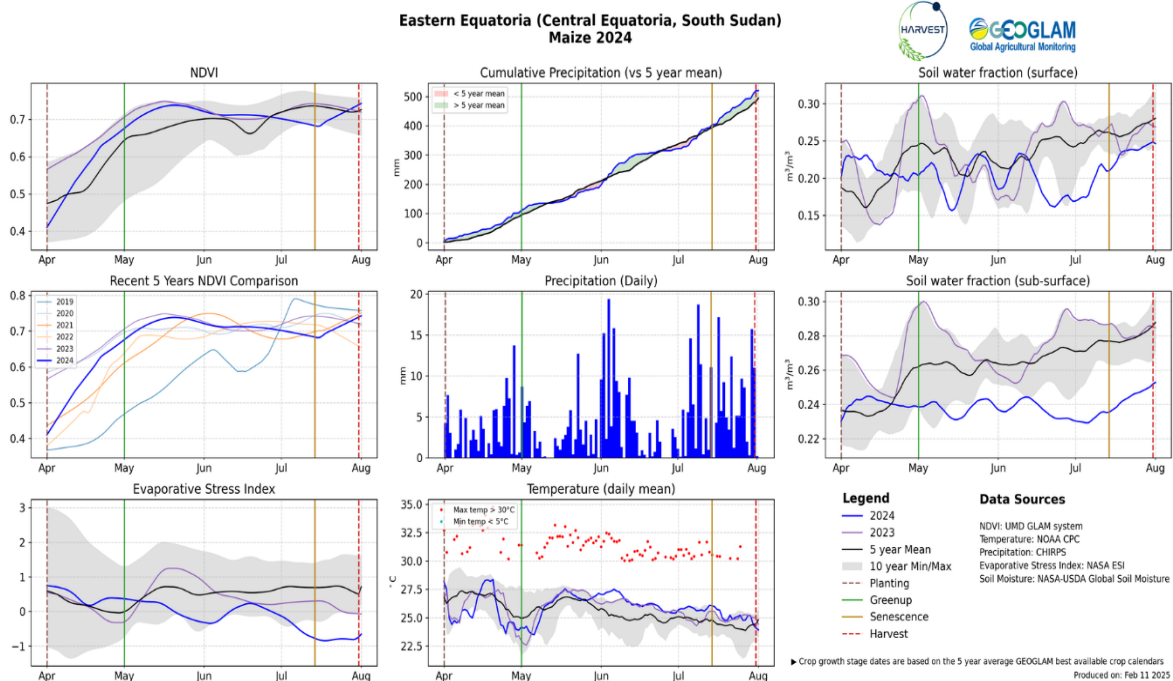 Eastern Equatoria (Central Equatoria, South Sudan)
Maize 2024
HARVEST
GEOGLAM
Global Agricultural Monitoring
NDVI
0.7
0.6
0.5
0.4
Apr May Jun Jul Aug
Cumulative Precipitation (vs 5 year mean)
< 5 year mean
> 5 year mean
mm
500
400
300
200
100
0
Apr May Jun Jul Aug
Soil water fraction (surface)
m³/m³
0.30
0.25
0.20
0.15
Apr May Jun Jul Aug
Recent 5 Years NDVI Comparison
2019
2020
2021
2022
2023
2024
0.8
0.7
0.6
0.5
0.4
Apr May Jun Jul Aug
Precipitation (Daily)
mm
20
15
10
5
0
Apr May Jun Jul Aug
Soil water fraction (sub-surface)
m³/m³
0.30
0.28
0.26
0.24
0.22
Apr May Jun Jul Aug
Evaporative Stress Index
3
2
1
0
−1
Apr May Jun Jul Aug
Temperature (daily mean)
Max temp > 30°C
Min temp < 5°C
°C
35.0
32.5
30.0
27.5
25.0
22.5
Apr May Jun Jul Aug
Legend
2024
2023
5 year Mean
10 year Min/Max
Planting
Greenup
Senescence
Harvest
Data Sources
NDVI: UMD GLAM system
Temperature: NOAA CPC
Precipitation: CHIRPS
Evaporative Stress Index: NASA ESI
Soil Moisture: NASA-USDA Global Soil Moisture
▶ Crop growth stage dates are based on the 5 year average GEOGLAM best available crop calendars
Produced on: Feb 11 2025